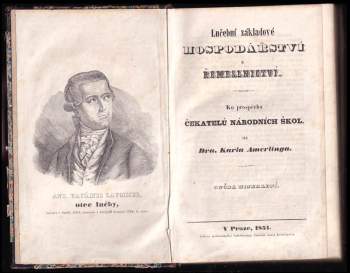 ANT. VAVŘINEC LAVOISIER,
otec lučby,
Lučební základové
HOSPODÁŘSTVÍ
a
ŘEMESLNICTVÍ.
Ku prospěchu
ČEKATELŮ NÁRODNÍCH ŠKOL.
od
Dra. Karla Amerlinga.
V Praze, 1851.